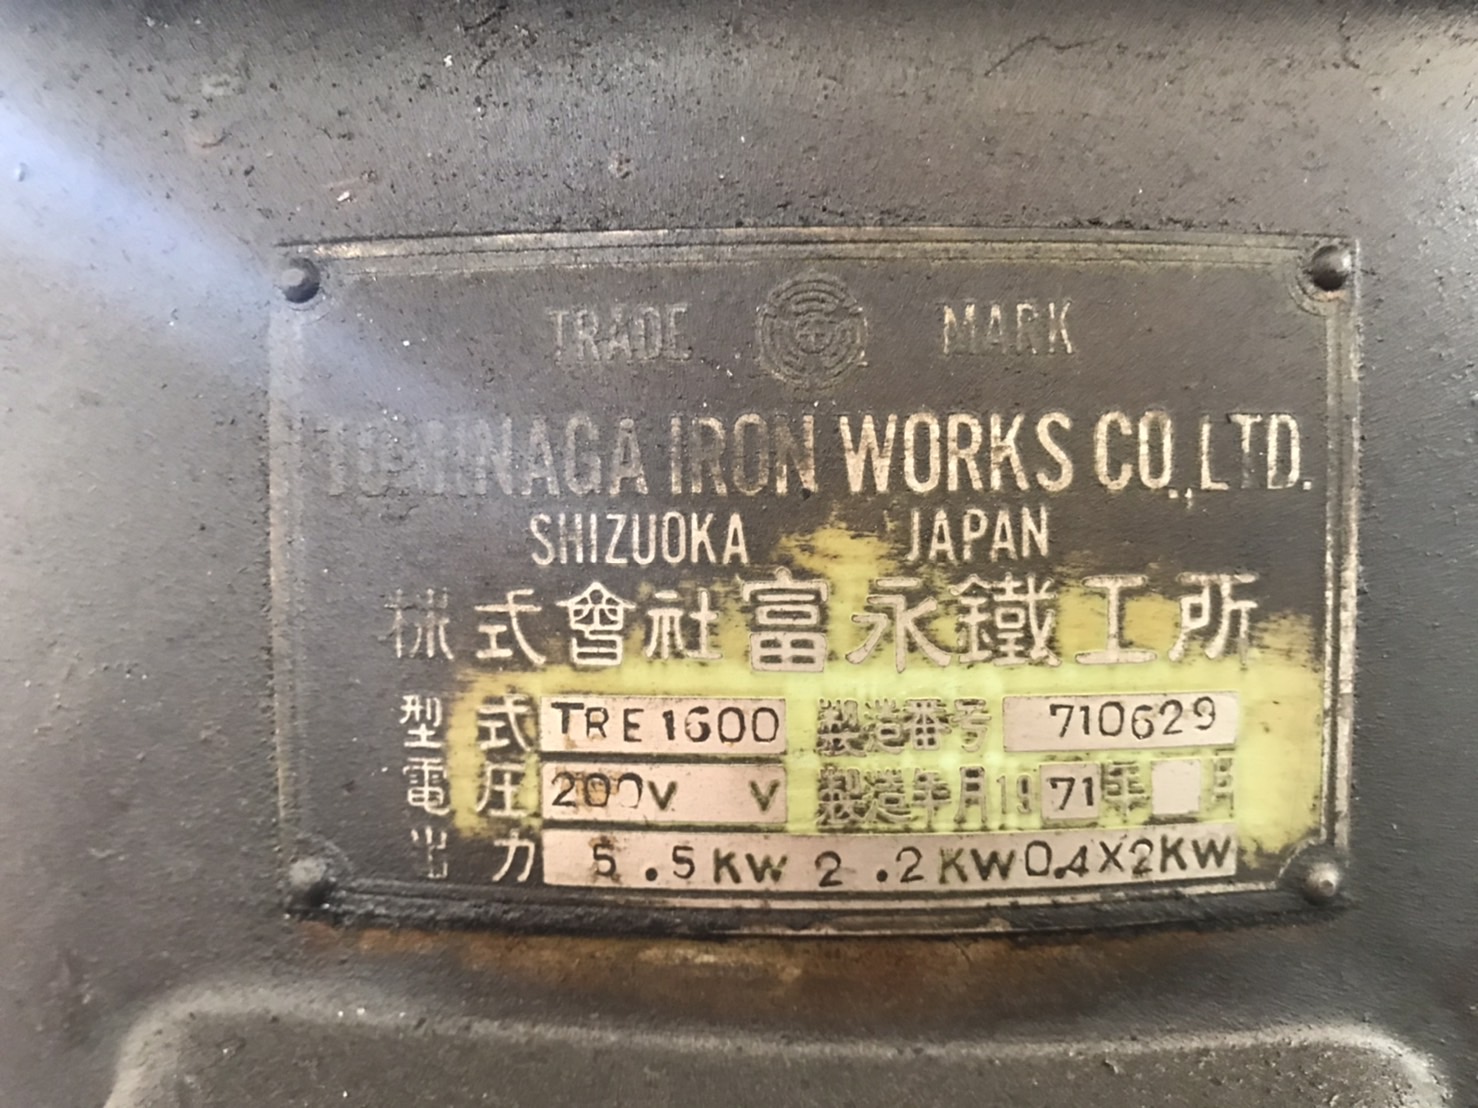 TRADE MARK
TOMINAGA IRON WORKS CO.,LTD.
SHIZUOKA JAPAN
株式會社富永鐵工所
型式 TRE1600 製造番号 710629
電圧 200V V 製造年月 1971年 月
出力 5.5KW 2.2KW 0.4X2KW